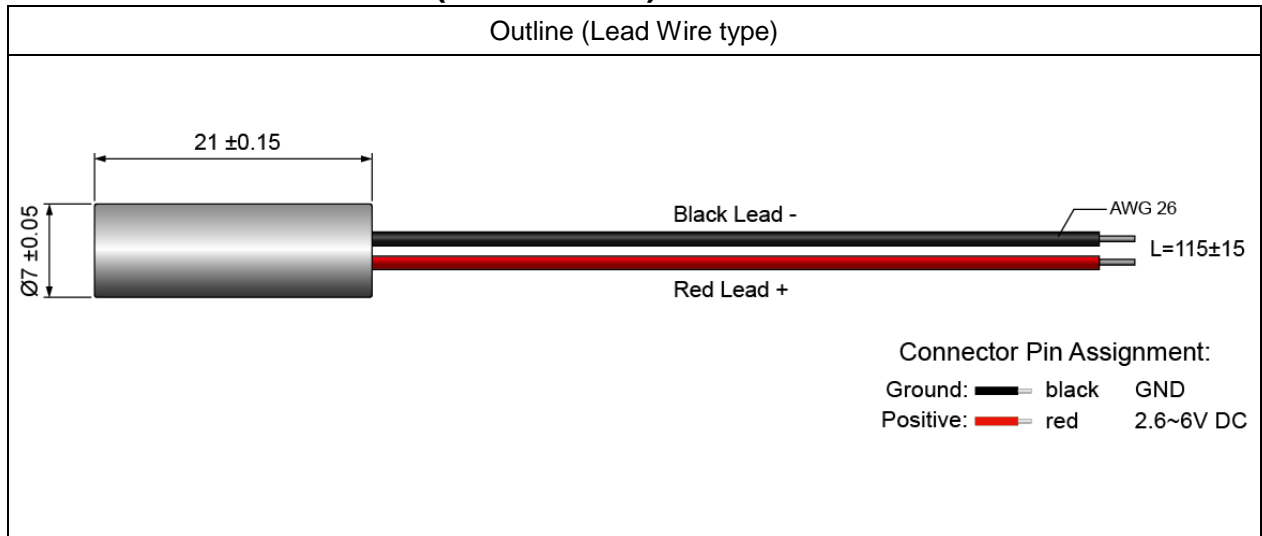 Outline (Lead Wire type)
21 ±0.15
Ø7 ±0.05
Black Lead -
AWG 26
L=115±15
Red Lead +
Connector Pin Assignment:
Ground: black GND
Positive: red 2.6~6V DC